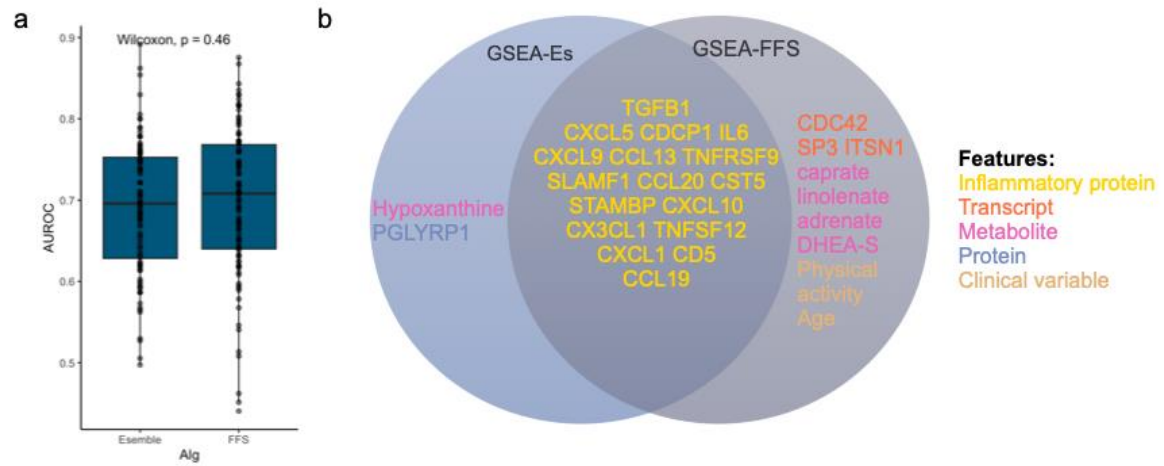 a
Wilcoxon, p = 0.46
0.9
0.8
0.7
0.6
0.5
AUROC
Esemble
FFS
Alg
b
GSEA-Es
GSEA-FFS
Hypoxanthine
PGLYRP1
TGFB1
CXCL5 CDCP1 IL6
CXCL9 CCL13 TNFRSF9
SLAMF1 CCL20 CST5
STAMBP CXCL10
CX3CL1 TNFSF12
CXCL1 CD5
CCL19
CDC42
SP3 ITSN1
caprate
linolenate
adrenate
DHEA-S
Physical
activity
Age
Features:
Inflammatory protein
Transcript
Metabolite
Protein
Clinical variable